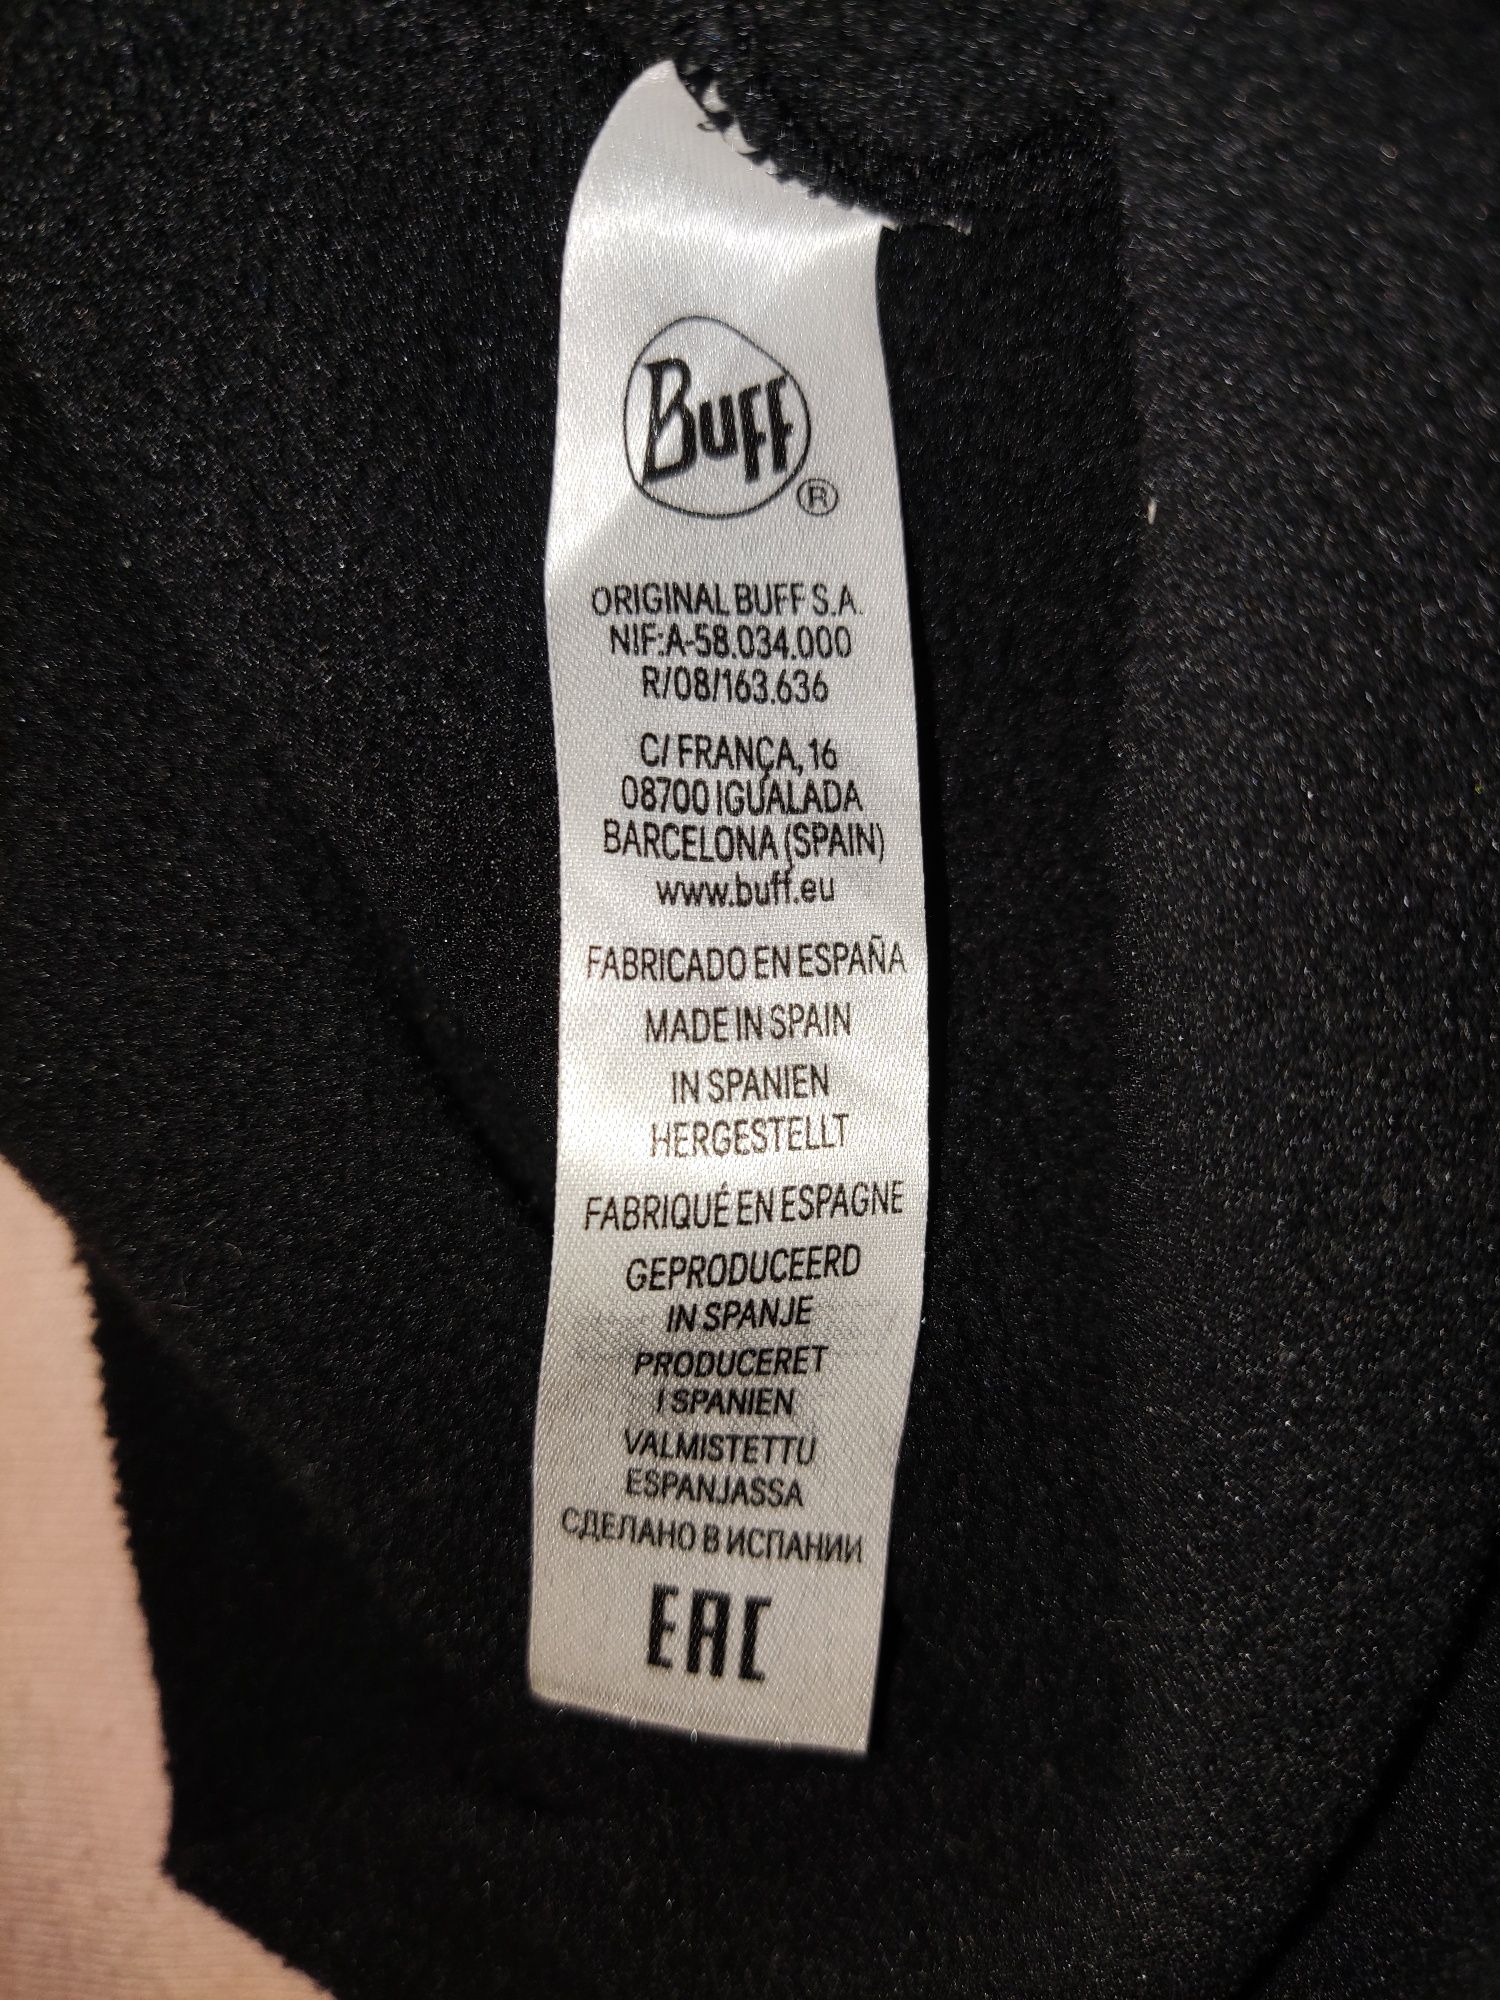 BUFF
®
ORIGINAL BUFF S.A.
NIF:A-58.034.000
R/08/163.636
C/ FRANÇA, 16
08700 IGUALADA
BARCELONA (SPAIN)
www.buff.eu
FABRICADO EN ESPAÑA
MADE IN SPAIN
IN SPANIEN
HERGESTELLT
FABRIQUÉ EN ESPAGNE
GEPRODUCEERD
IN SPANJE
PRODUCERET
I SPANIEN
VALMISTETTU
ESPANJASSA
СДЕЛАНО В ИСПАНИИ
EAC